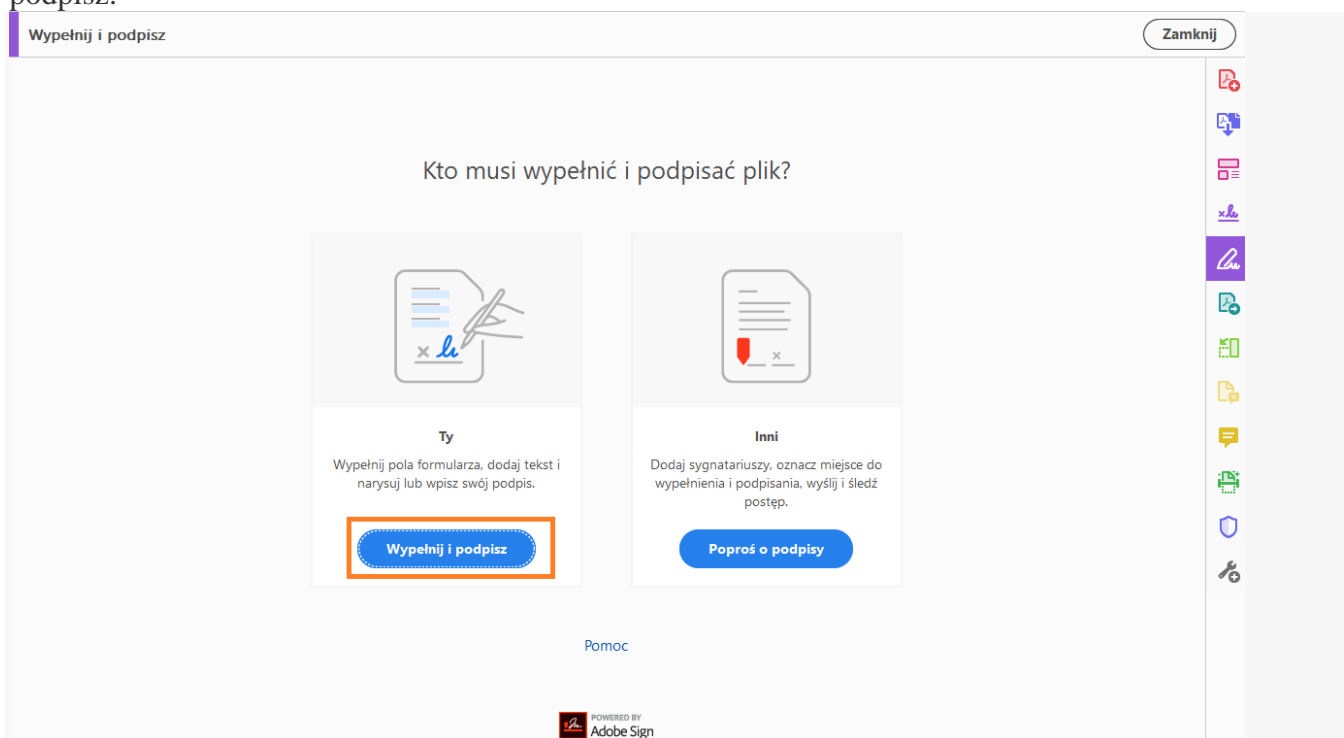 podpisz.
Wypełnij i podpisz
Zamknij
Kto musi wypełnić i podpisać plik?
Ty
Wypełnij pola formularza, dodaj tekst i
narysuj lub wpisz swój podpis.
Wypełnij i podpisz
Inni
Dodaj sygnatariuszy, oznacz miejsce do
wypełnienia i podpisania, wyślij i śledź
postęp.
Poproś o podpisy
Pomoc
POWERED BY
Adobe Sign